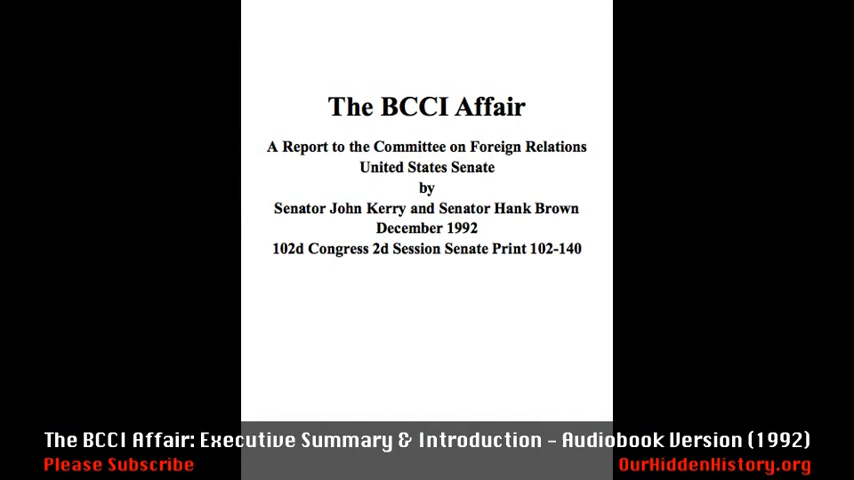 The BCCI Affair
A Report to the Committee on Foreign Relations
United States Senate
by
Senator John Kerry and Senator Hank Brown
December 1992
102d Congress 2d Session Senate Print 102-140
The BCCI Affair: Executive Summary & Introduction - Audiobook Version (1992)
Please Subscribe
OurHiddenHistory.org